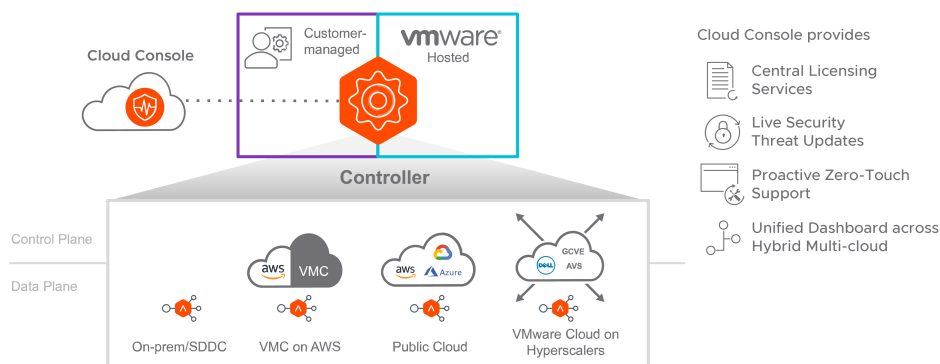 Cloud Console
Customer-
managed
vmware®
Hosted
Controller
Control Plane
Data Plane
aws
VMC
aws
Azure
GCVE
DELL
AVS
On-prem/SDDC
VMC on AWS
Public Cloud
VMware Cloud on
Hyperscalers
Cloud Console provides
Central Licensing
Services
Live Security
Threat Updates
Proactive Zero-Touch
Support
Unified Dashboard across
Hybrid Multi-cloud